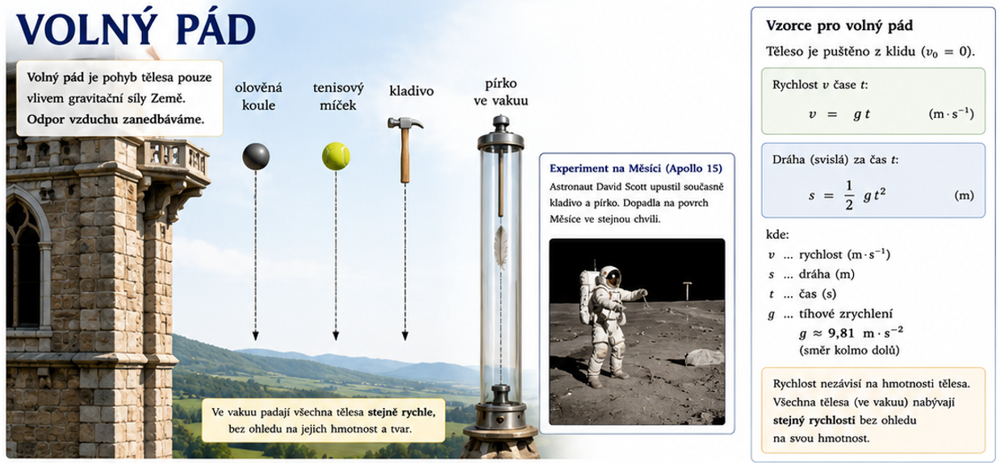 VOLNÝ PÁD
Volný pád je pohyb tělesa pouze
vlivem gravitační síly Země.
Odpor vzduchu zanedbáváme.
olověná
koule
tenisový
míček
kladivo
pírko
ve vakuu
Ve vakuu padají všechna tělesa stejně rychle,
bez ohledu na jejich hmotnost a tvar.
Experiment na Měsíci (Apollo 15)
Astronaut David Scott upustil současně
kladivo a pírko. Dopadla na povrch
Měsíce ve stejnou chvili.
Vzorce pro volný pád
Těleso je puštěno z klidu (v₀ = 0).
Rychlost v čase t:
v = g t (m·s⁻¹)
Dráha (svislá) za čas t:
s = 1/2 g t² (m)
kde:
v ... rychlost (m·s⁻¹)
s ... dráha (m)
t ... čas (s)
g ... tíhové zrychlení
g ≈ 9,81 m·s⁻²
(směr kolmo dolů)
Rychlost nezávisí na hmotnosti tělesa.
Všechna tělesa (ve vakuu) nabývají
stejný rychlosti bez ohledu
na svou hmotnost.